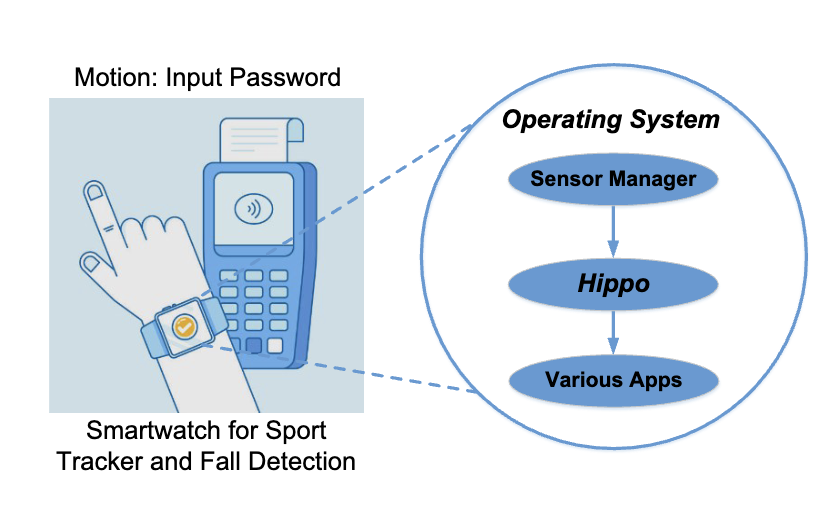 Motion: Input Password
Operating System
Sensor Manager
Hippo
Various Apps
Smartwatch for Sport
Tracker and Fall Detection